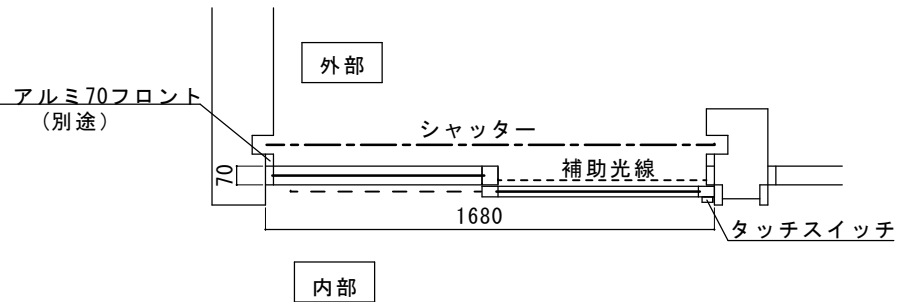 外部
アルミ70フロント
(別途)
シャッター
補助光線
70
1680
タッチスイッチ
内部